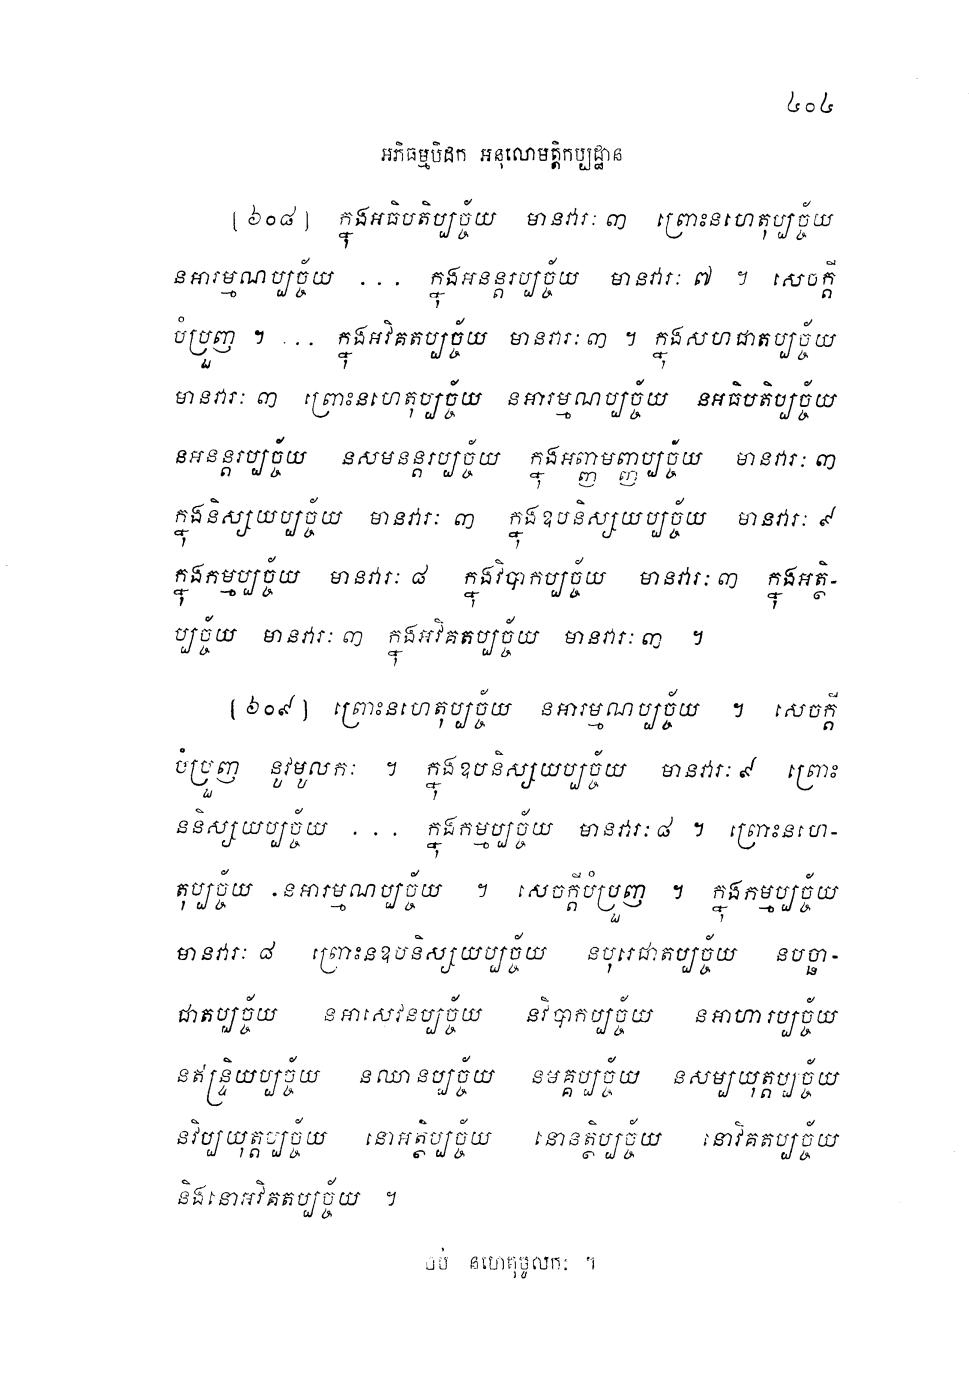 ៤០៤
អភិធម្មបិដក អនុលោមត្តិកប្បដ្ឋាន
[៦០៨] ក្នុងអធិបតិប្បច្ច័យ មានវារៈ ៣ ព្រោះនហេតុប្បច្ច័យ
នអារម្មណប្បច្ច័យ ... ក្នុងអនន្តរប្បច្ច័យ មានវារៈ ៧ ។ សេចក្តី
បំប្រួញ ។ ... ក្នុងអវិគតប្បច្ច័យ មានវារៈ ៣ ។ ក្នុងសហជាតប្បច្ច័យ
មានវារៈ ៣ ព្រោះនហេតុប្បច្ច័យ នអារម្មណប្បច្ច័យ នអធិបតិប្បច្ច័យ
នអនន្តរប្បច្ច័យ នសមនន្តរប្បច្ច័យ ក្នុងអញ្ញមញ្ញប្បច្ច័យ មានវារៈ ៣
ក្នុងនិស្សយប្បច្ច័យ មានវារៈ ៣ ក្នុងឧបនិស្សយប្បច្ច័យ មានវារៈ ៩
ក្នុងកម្មប្បច្ច័យ មានវារៈ ៨ ក្នុងវិបាកប្បច្ច័យ មានវារៈ ៣ ក្នុងអត្ថិ-
ប្បច្ច័យ មានវារៈ ៣ ក្នុងអវិគតប្បច្ច័យ មានវារៈ ៣ ។
[៦០៩] ព្រោះនហេតុប្បច្ច័យ នអារម្មណប្បច្ច័យ ។ សេចក្តី
បំប្រួញ នូវមូលកៈ ។ ក្នុងឧបនិស្សយប្បច្ច័យ មានវារៈ ៩ ព្រោះ
ននិស្សយប្បច្ច័យ ... ក្នុងកម្មប្បច្ច័យ មានវារៈ ៨ ។ ព្រោះនហេ-
តុប្បច្ច័យ នអារម្មណប្បច្ច័យ ។ សេចក្តីបំប្រួញ ។ ក្នុងកម្មប្បច្ច័យ
មានវារៈ ៨ ព្រោះនឧបនិស្សយប្បច្ច័យ នបុរេជាតប្បច្ច័យ នបច្ឆា-
ជាតប្បច្ច័យ នអាសេវនប្បច្ច័យ នវិបាកប្បច្ច័យ នអាហារប្បច្ច័យ
នឥន្ទ្រិយប្បច្ច័យ នឈានប្បច្ច័យ នមគ្គប្បច្ច័យ នសម្បយុត្តប្បច្ច័យ
នវិប្បយុត្តប្បច្ច័យ នោអត្ថិប្បច្ច័យ នោនត្ថិប្បច្ច័យ នោវិគតប្បច្ច័យ
និងនោអវិគតប្បច្ច័យ ។
ចប់ នហេតុមូលកៈ ។